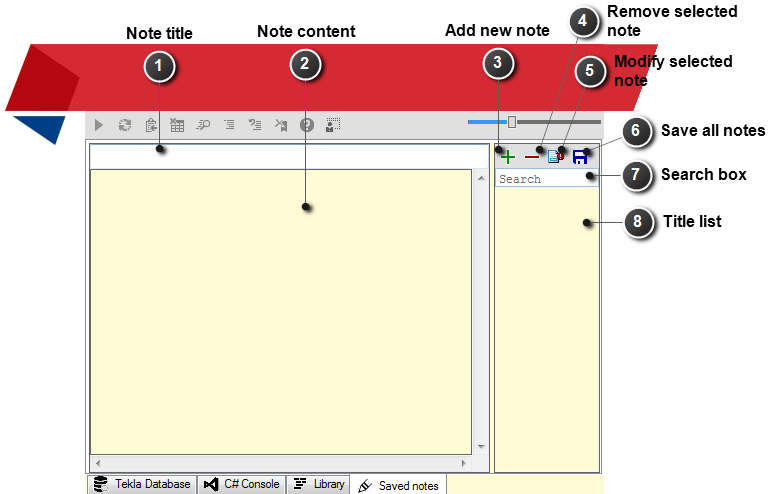 Note title
1
Note content
2
Add new note
3
4
Remove selected
note
5
Modify selected
note
6
Save all notes
Search
7
Search box
8
Title list
Tekla Database
C# Console
Library
Saved notes